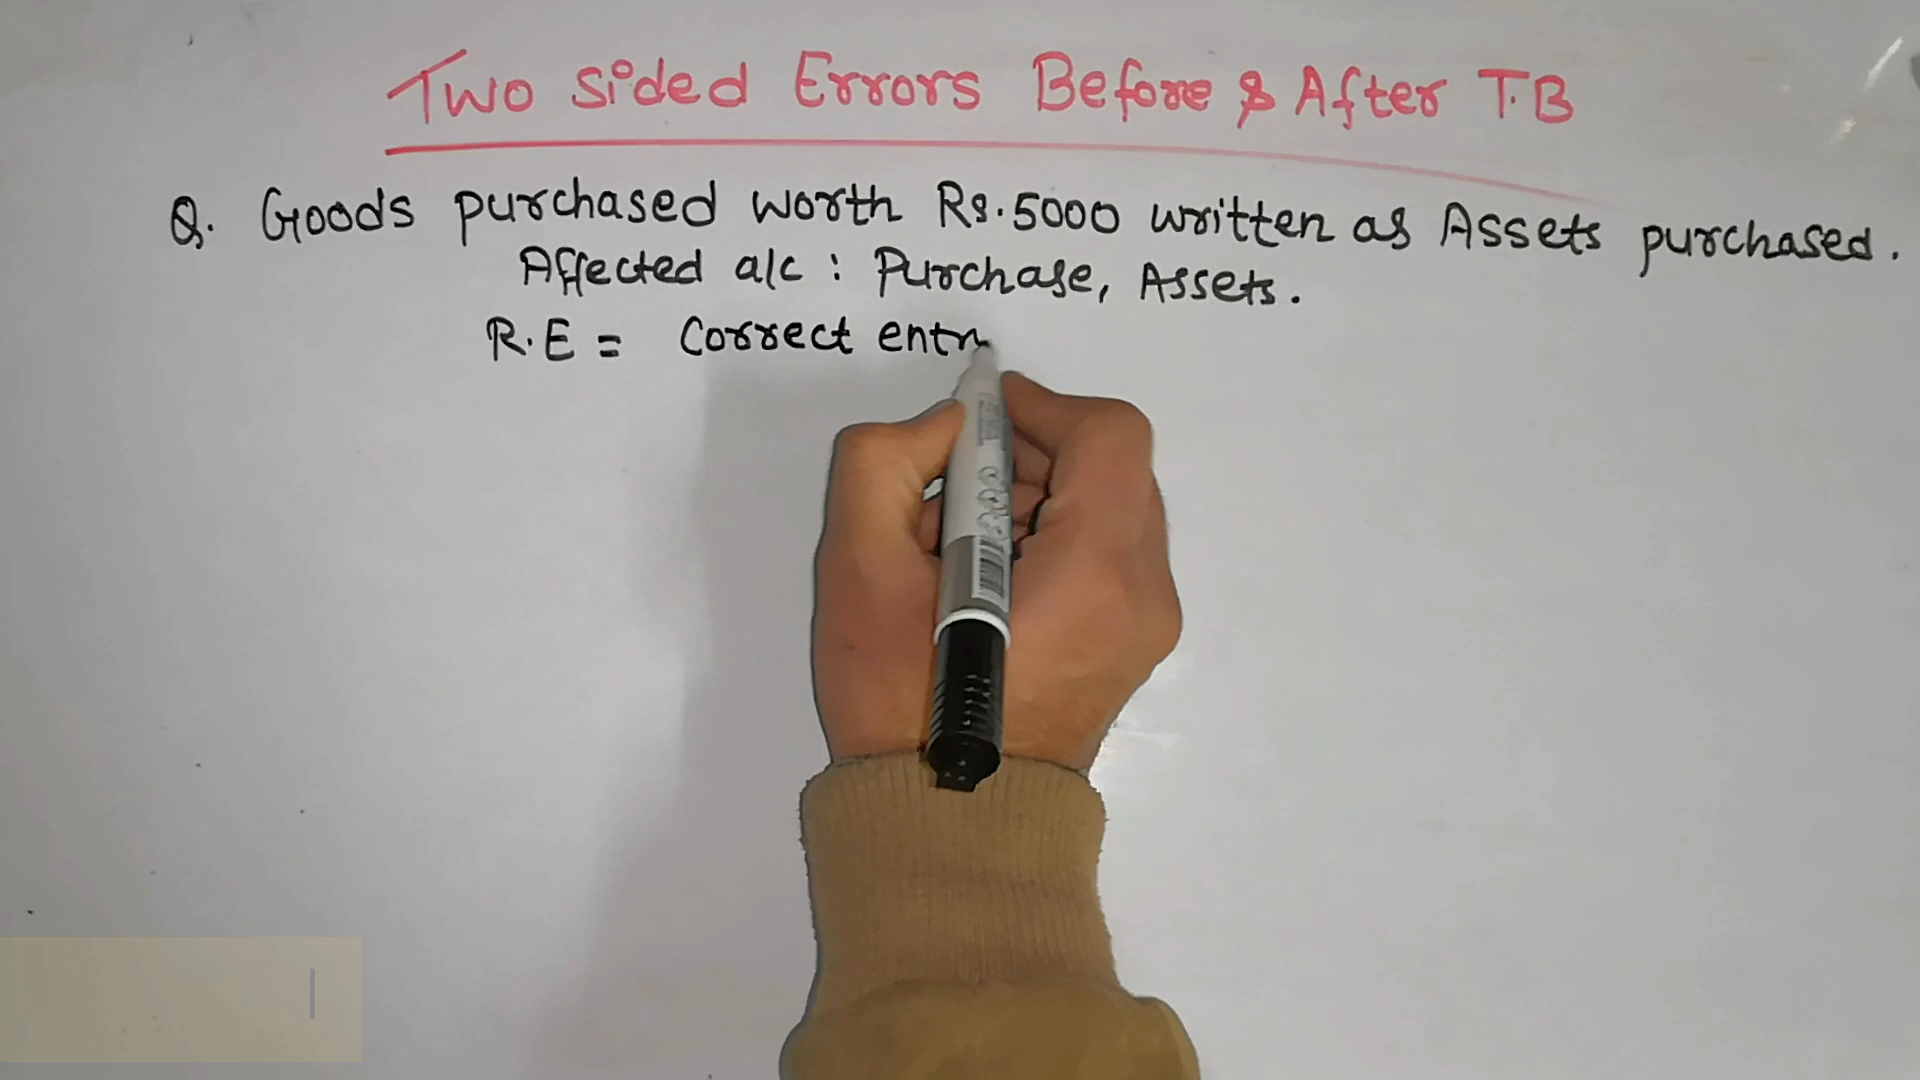 Two Sided Errors Before & After T.B
Q. Goods purchased worth Rs.5000 written as Assets purchased.
Affected a/c : Purchase, Assets.
R.E = Correct entr